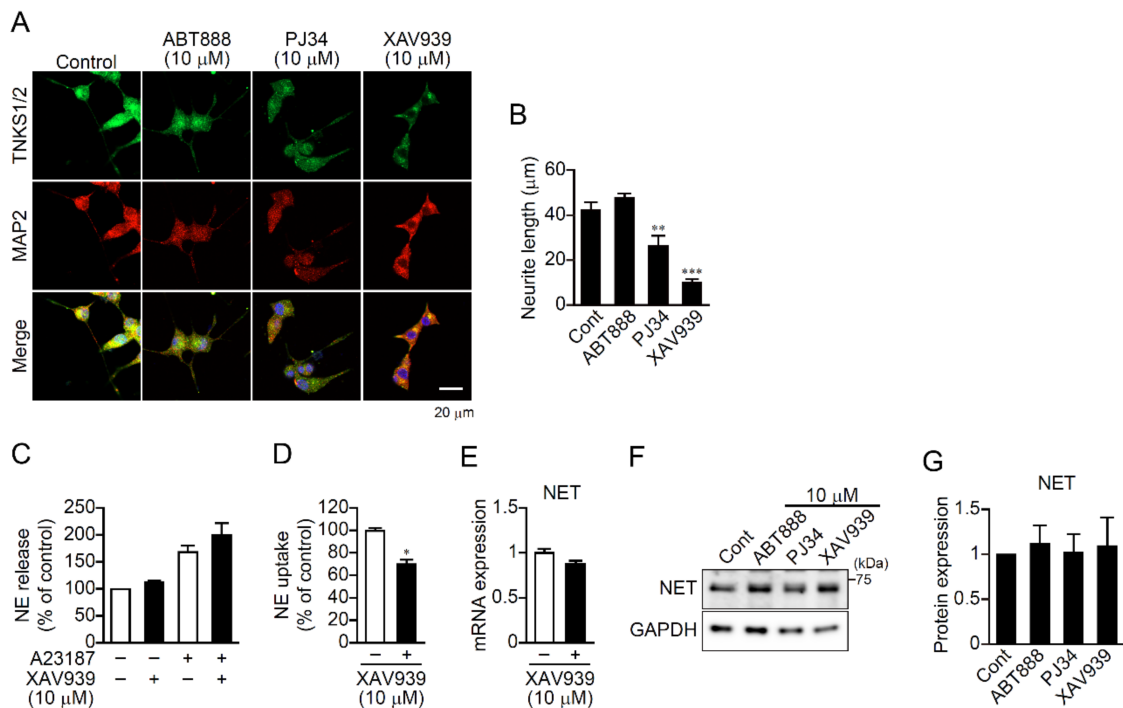 A
Control
ABT888
(10 μM)
PJ34
(10 μM)
XAV939
(10 μM)
TNKS1/2
MAP2
Merge
20 μm
B
Neurite length (μm)
60
40
20
0
**
***
Cont
ABT888
PJ34
XAV939
C
NE release
(% of control)
250
200
150
100
50
0
A23187 – – + +
XAV939 – + – +
(10 μM)
D
NE uptake
(% of control)
120
100
80
60
40
20
0
*
– +
XAV939
(10 μM)
E
NET
mRNA expression
1.5
1
0.5
0
– +
XAV939
(10 μM)
F
10 μM
Cont
ABT888
PJ34
XAV939
(kDa)
75
NET
GAPDH
G
NET
Protein expression
1.5
1
0.5
0
Cont
ABT888
PJ34
XAV939